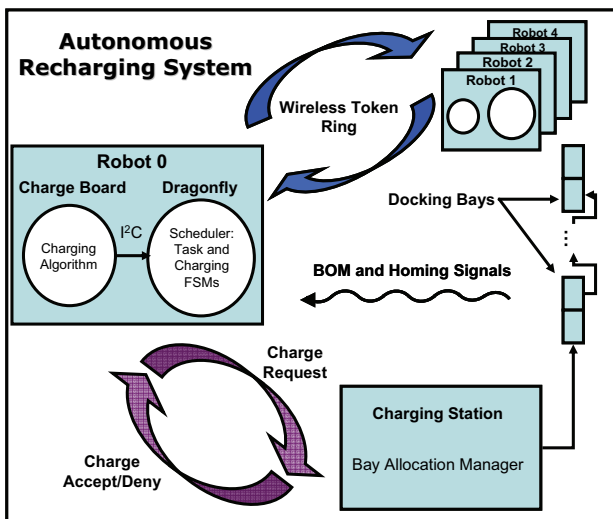 Autonomous
Recharging System
Robot 4
Robot 3
Robot 2
Robot 1
Wireless Token
Ring
Robot 0
Charge Board
Dragonfly
I²C
Charging
Algorithm
Scheduler:
Task and
Charging
FSMs
Docking Bays
...
BOM and Homing Signals
Charge
Request
Charge
Accept/Deny
Charging Station
Bay Allocation Manager